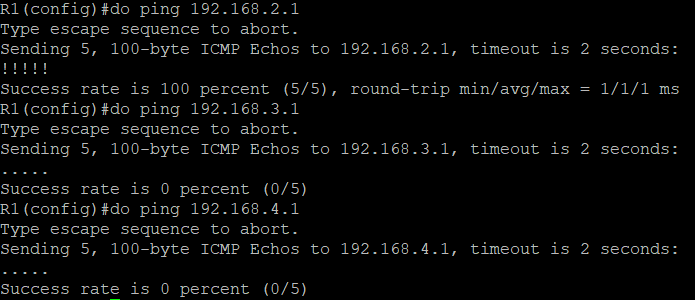 R1(config)#do ping 192.168.2.1
Type escape sequence to abort.
Sending 5, 100-byte ICMP Echos to 192.168.2.1, timeout is 2 seconds:
!!!!!
Success rate is 100 percent (5/5), round-trip min/avg/max = 1/1/1 ms
R1(config)#do ping 192.168.3.1
Type escape sequence to abort.
Sending 5, 100-byte ICMP Echos to 192.168.3.1, timeout is 2 seconds:
.....
Success rate is 0 percent (0/5)
R1(config)#do ping 192.168.4.1
Type escape sequence to abort.
Sending 5, 100-byte ICMP Echos to 192.168.4.1, timeout is 2 seconds:
.....
Success rate is 0 percent (0/5)